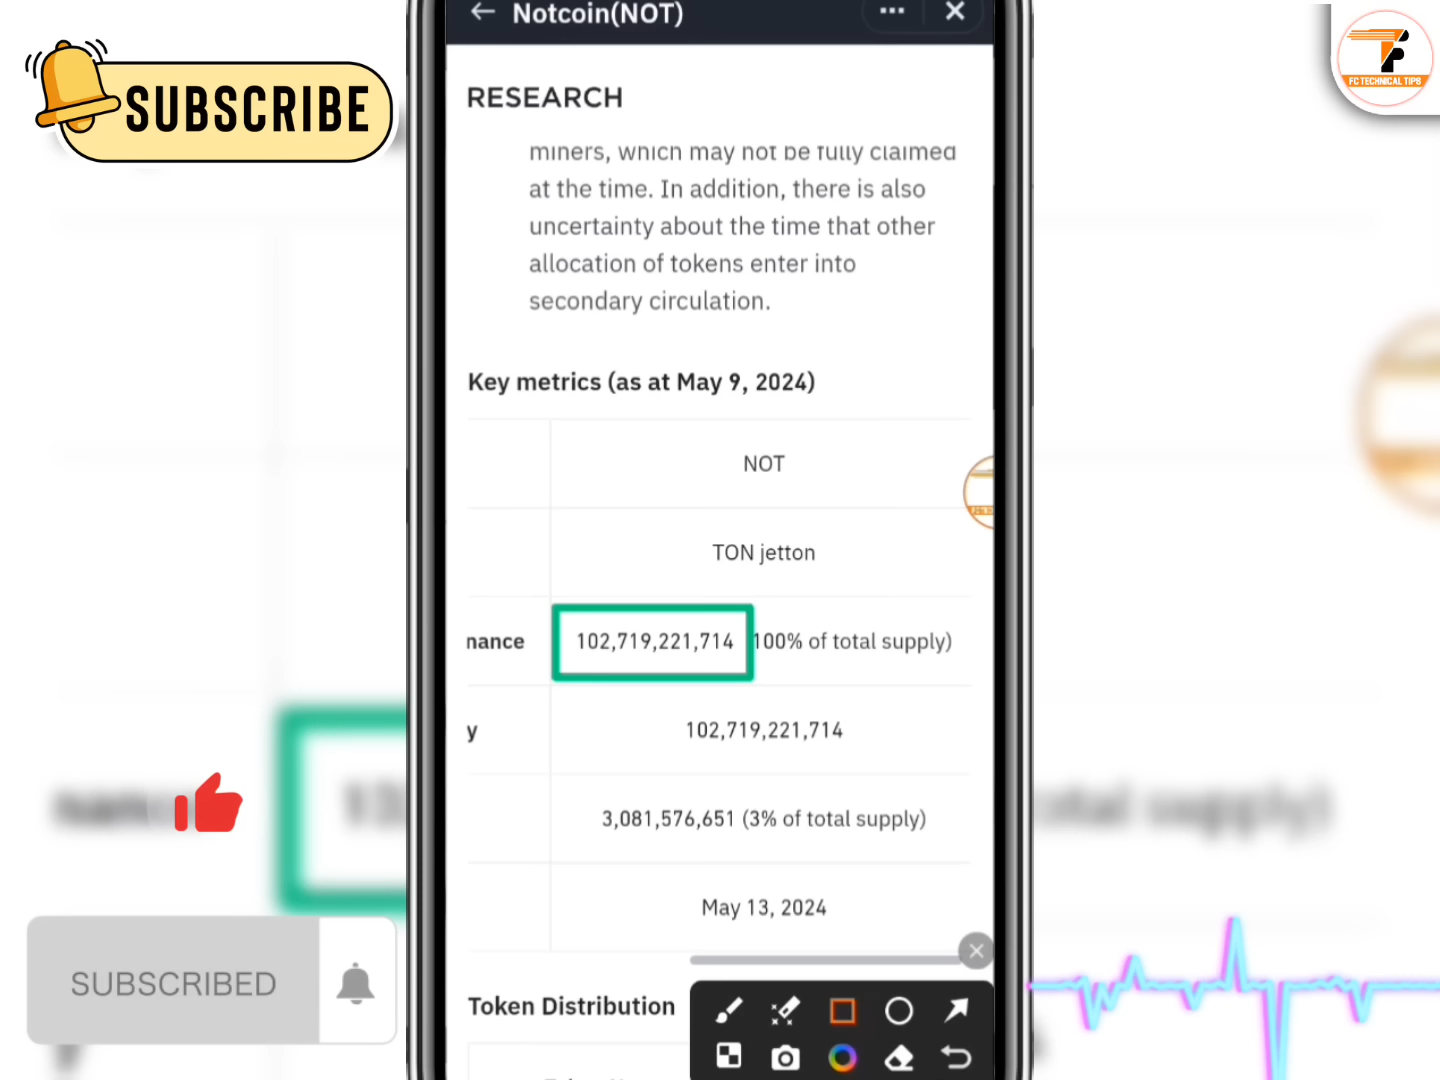 Notcoin(NOT)
SUBSCRIBE
FC TECHNICAL TIPS
RESEARCH
miners, which may not be fully claimed
at the time. In addition, there is also
uncertainty about the time that other
allocation of tokens enter into
secondary circulation.
Key metrics (as at May 9, 2024)
NOT
TON jetton
nance 102,719,221,714 100% of total supply)
y 102,719,221,714
3,081,576,651 (3% of total supply)
May 13, 2024
SUBSCRIBED
Token Distribution